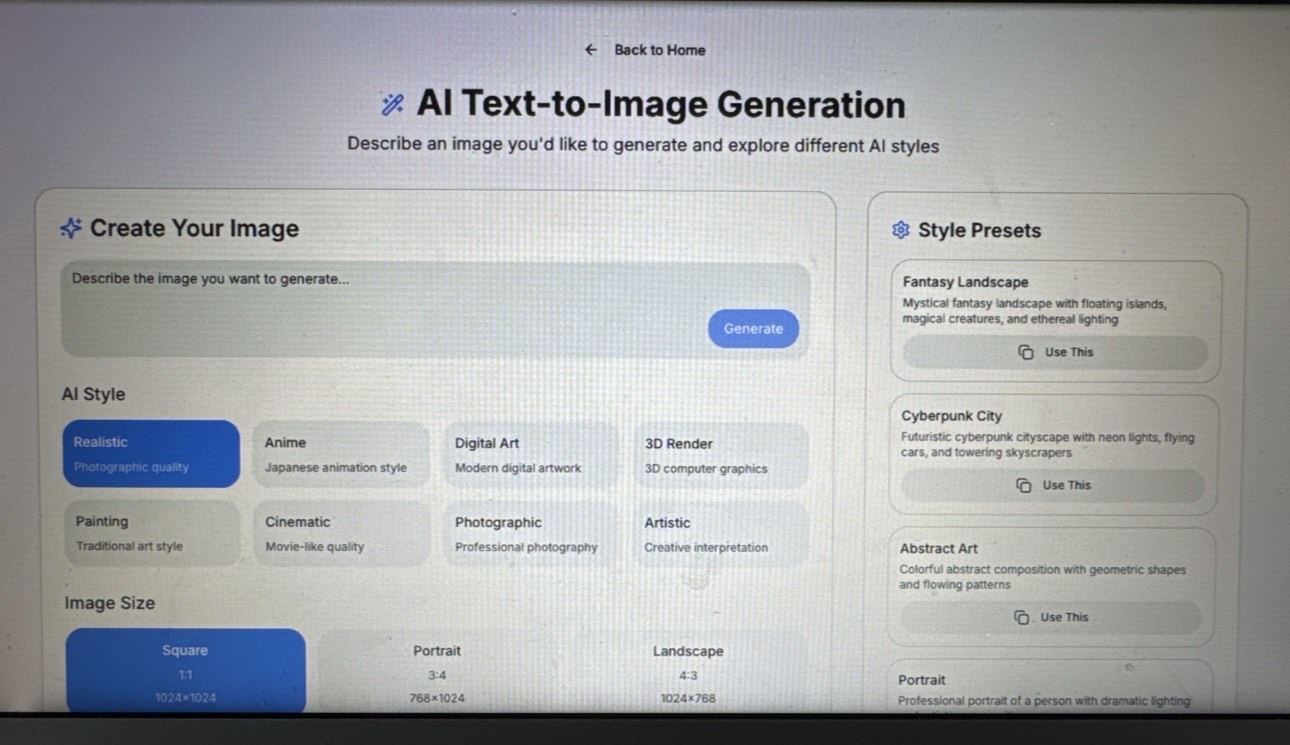 Back to Home
AI Text-to-Image Generation
Describe an image you'd like to generate and explore different AI styles
Create Your Image
Describe the image you want to generate...
Generate
AI Style
Realistic
Photographic quality
Anime
Japanese animation style
Digital Art
Modern digital artwork
3D Render
3D computer graphics
Painting
Traditional art style
Cinematic
Movie-like quality
Photographic
Professional photography
Artistic
Creative interpretation
Image Size
Square
1:1
1024×1024
Portrait
3:4
768×1024
Landscape
4:3
1024×768
Style Presets
Fantasy Landscape
Mystical fantasy landscape with floating islands,
magical creatures, and ethereal lighting
Use This
Cyberpunk City
Futuristic cyberpunk cityscape with neon lights, flying
cars, and towering skyscrapers
Use This
Abstract Art
Colorful abstract composition with geometric shapes
and flowing patterns
Use This
Portrait
Professional portrait of a person with dramatic lighting